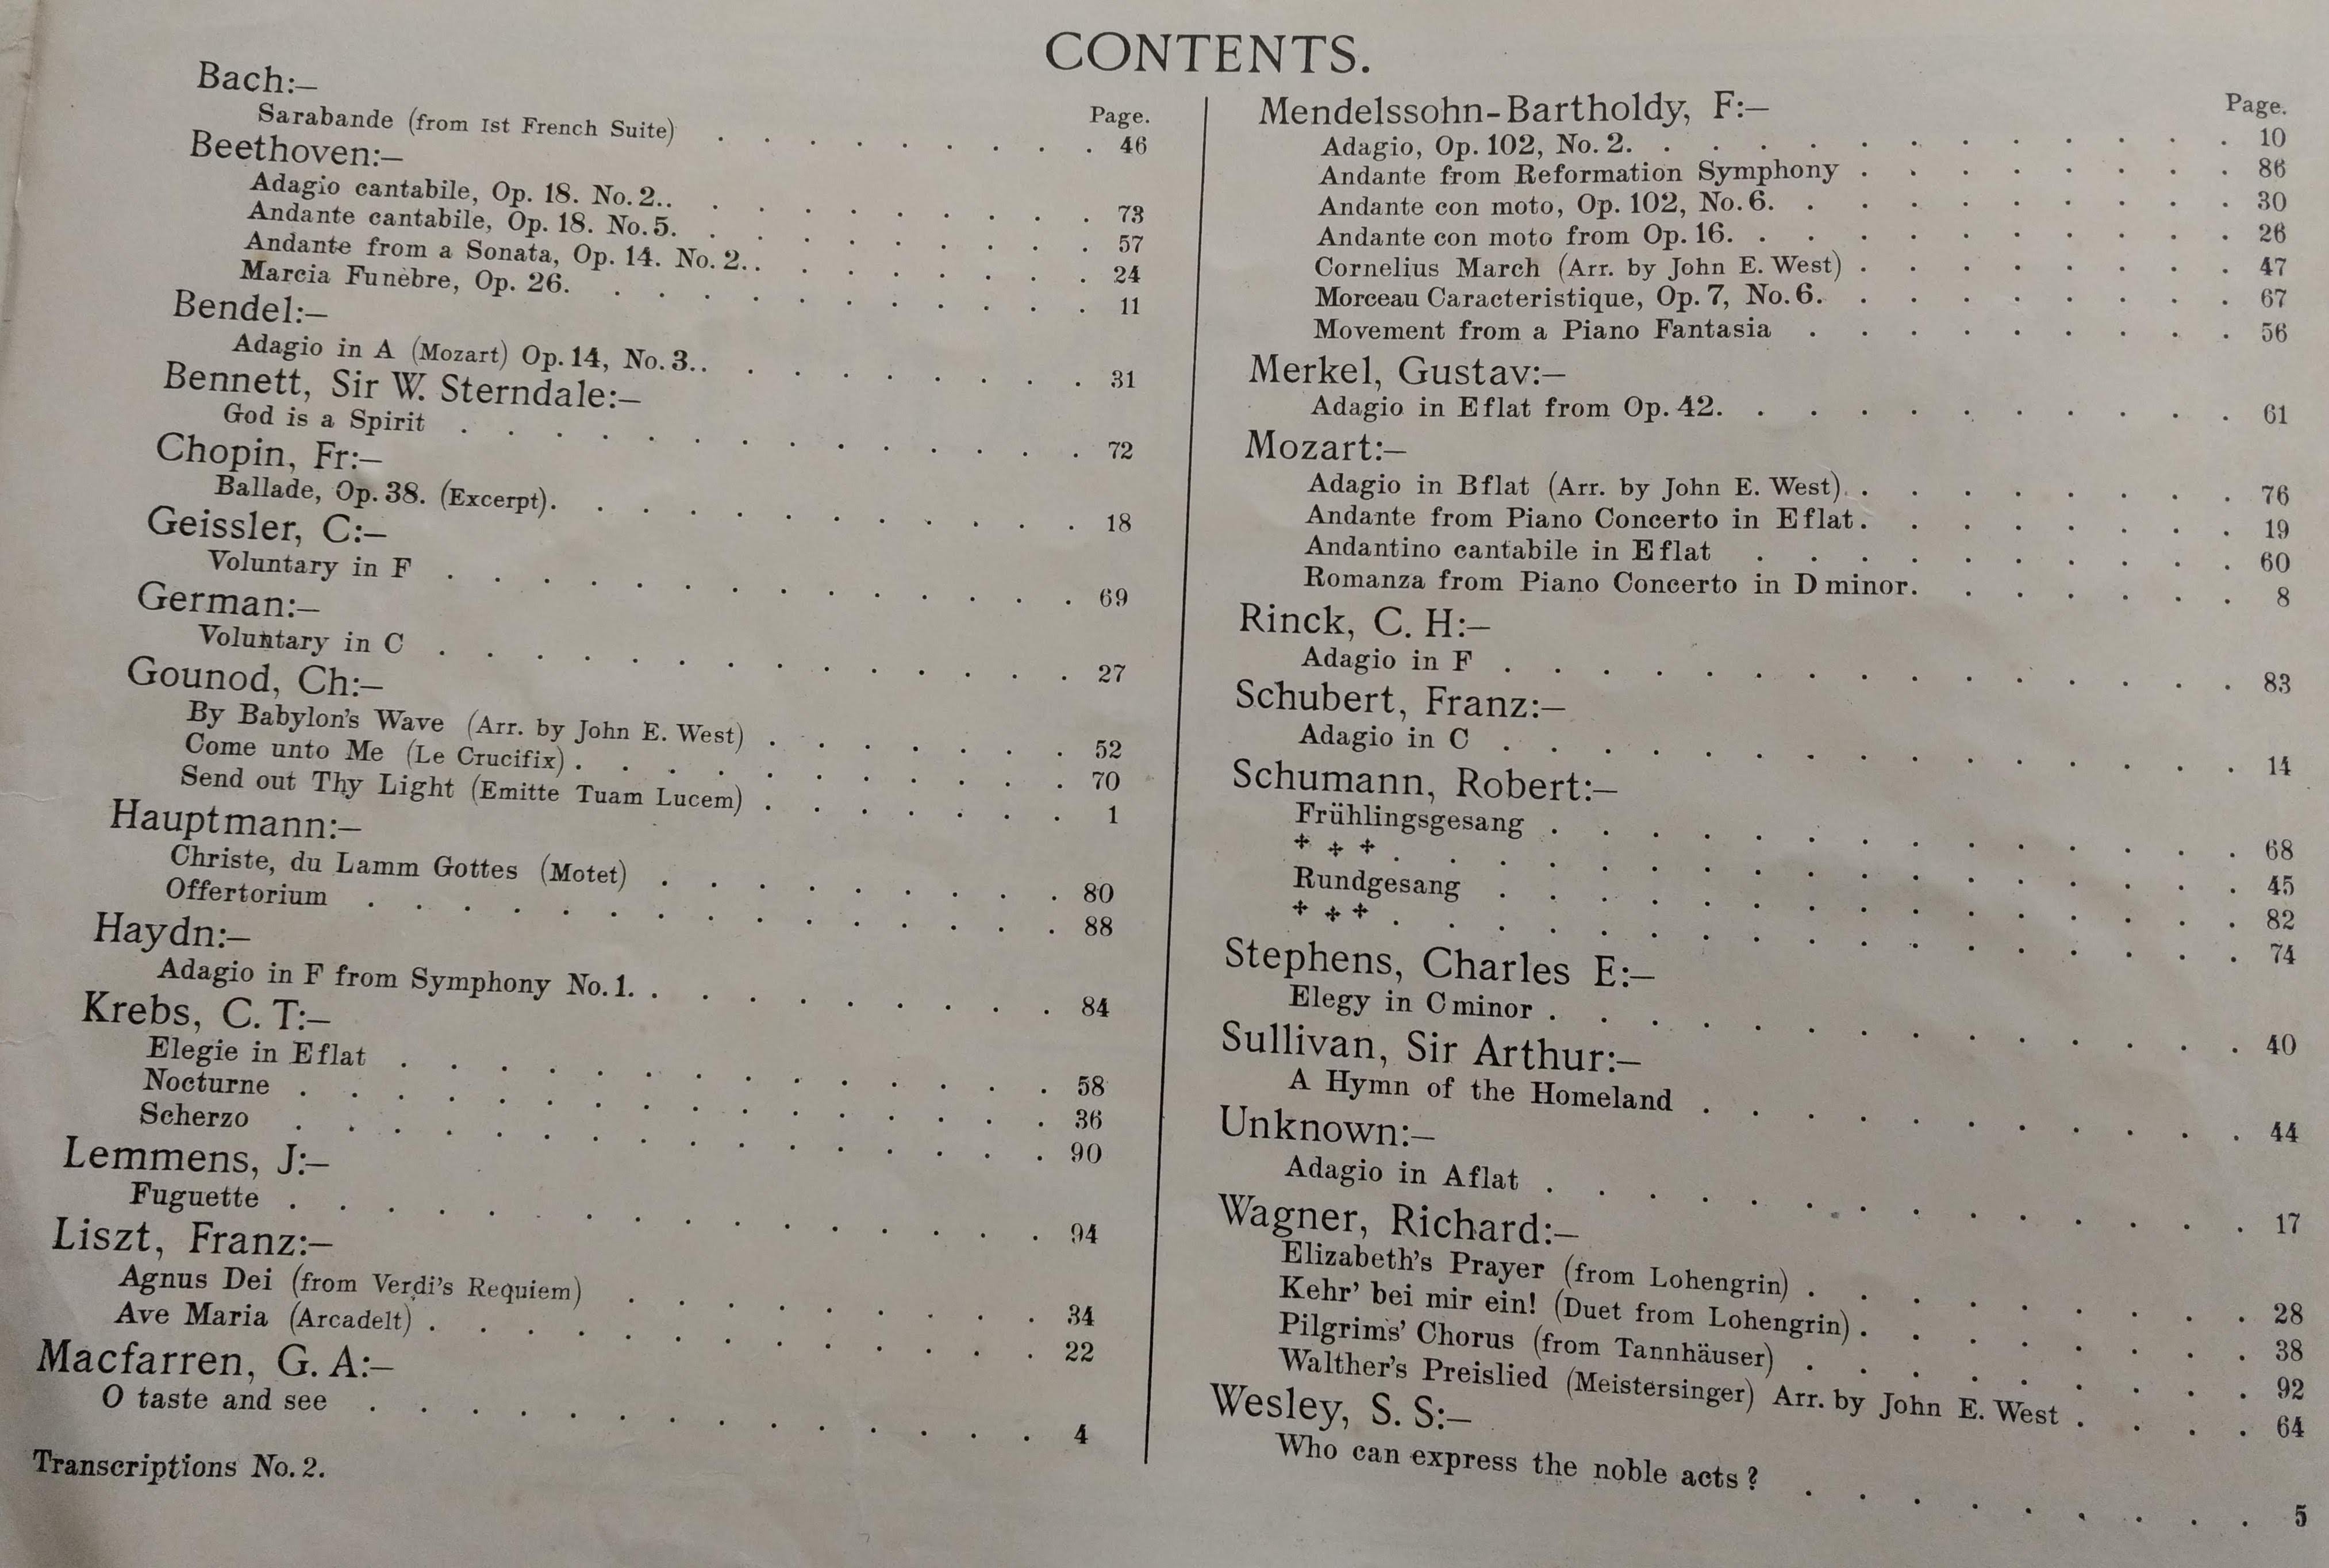 CONTENTS.
Bach:—
Page.
Sarabande (from 1st French Suite) . . . . . . . . . 46
Beethoven:—
Adagio cantabile, Op. 18. No. 2.. . . . . . . . . . 73
Andante cantabile, Op. 18. No. 5. . . . . . . . . . 57
Andante from a Sonata, Op. 14. No. 2.. . . . . . . . 24
Marcia Funèbre, Op. 26. . . . . . . . . . . . 11
Bendel:—
Adagio in A (Mozart) Op. 14, No. 3.. . . . . . . . . 31
Bennett, Sir W. Sterndale:—
God is a Spirit . . . . . . . . . . . . . . 72
Chopin, Fr:—
Ballade, Op. 38. (Excerpt). . . . . . . . . . . . 18
Geissler, C:—
Voluntary in F . . . . . . . . . . . . . . 69
German:—
Voluntary in C . . . . . . . . . . . . . . 27
Gounod, Ch:—
By Babylon's Wave (Arr. by John E. West) . . . . . . . 52
Come unto Me (Le Crucifix) . . . . . . . . . . . 70
Send out Thy Light (Emitte Tuam Lucem) . . . . . . . 1
Hauptmann:—
Christe, du Lamm Gottes (Motet) . . . . . . . . . 80
Offertorium . . . . . . . . . . . . . . . 88
Haydn:—
Adagio in F from Symphony No. 1. . . . . . . . . . 84
Krebs, C. T:—
Elegie in E flat . . . . . . . . . . . . . . 58
Nocturne . . . . . . . . . . . . . . . . 36
Scherzo . . . . . . . . . . . . . . . . 90
Lemmens, J:—
Fuguette . . . . . . . . . . . . . . . . 94
Liszt, Franz:—
Agnus Dei (from Verdi's Requiem) . . . . . . . . . 34
Ave Maria (Arcadelt) . . . . . . . . . . . . . 22
Macfarren, G. A:—
O taste and see . . . . . . . . . . . . . . 4
Transcriptions No. 2.
Mendelssohn-Bartholdy, F:—
Page.
Adagio, Op. 102, No. 2. . . . . . . . . . . . . 10
Andante from Reformation Symphony . . . . . . . . 86
Andante con moto, Op. 102, No. 6. . . . . . . . . . 30
Andante con moto from Op. 16. . . . . . . . . . . 26
Cornelius March (Arr. by John E. West) . . . . . . . . 47
Morceau Caracteristique, Op. 7, No. 6. . . . . . . . . 67
Movement from a Piano Fantasia . . . . . . . . . 56
Merkel, Gustav:—
Adagio in E flat from Op. 42. . . . . . . . . . . 61
Mozart:—
Adagio in B flat (Arr. by John E. West). . . . . . . . . 76
Andante from Piano Concerto in E flat. . . . . . . . 19
Andantino cantabile in E flat . . . . . . . . . . 60
Romanza from Piano Concerto in D minor. . . . . . . 8
Rinck, C. H:—
Adagio in F . . . . . . . . . . . . . . . 83
Schubert, Franz:—
Adagio in C . . . . . . . . . . . . . . . 14
Schumann, Robert:—
Frühlingsgesang . . . . . . . . . . . . . . 68
✢ ✢ ✢ . . . . . . . . . . . . . . . . . 45
Rundgesang . . . . . . . . . . . . . . . 82
✢ ✢ ✢ . . . . . . . . . . . . . . . . . 74
Stephens, Charles E:—
Elegy in C minor . . . . . . . . . . . . . . 40
Sullivan, Sir Arthur:—
A Hymn of the Homeland . . . . . . . . . . . 44
Unknown:—
Adagio in A flat . . . . . . . . . . . . . . 17
Wagner, Richard:—
Elizabeth's Prayer (from Lohengrin) . . . . . . . . . 28
Kehr' bei mir ein! (Duet from Lohengrin) . . . . . . . . 38
Pilgrims' Chorus (from Tannhäuser) . . . . . . . . . 92
Walther's Preislied (Meistersinger) Arr. by John E. West . . . . 64
Wesley, S. S:—
Who can express the noble acts? . . . . . . . . . 5